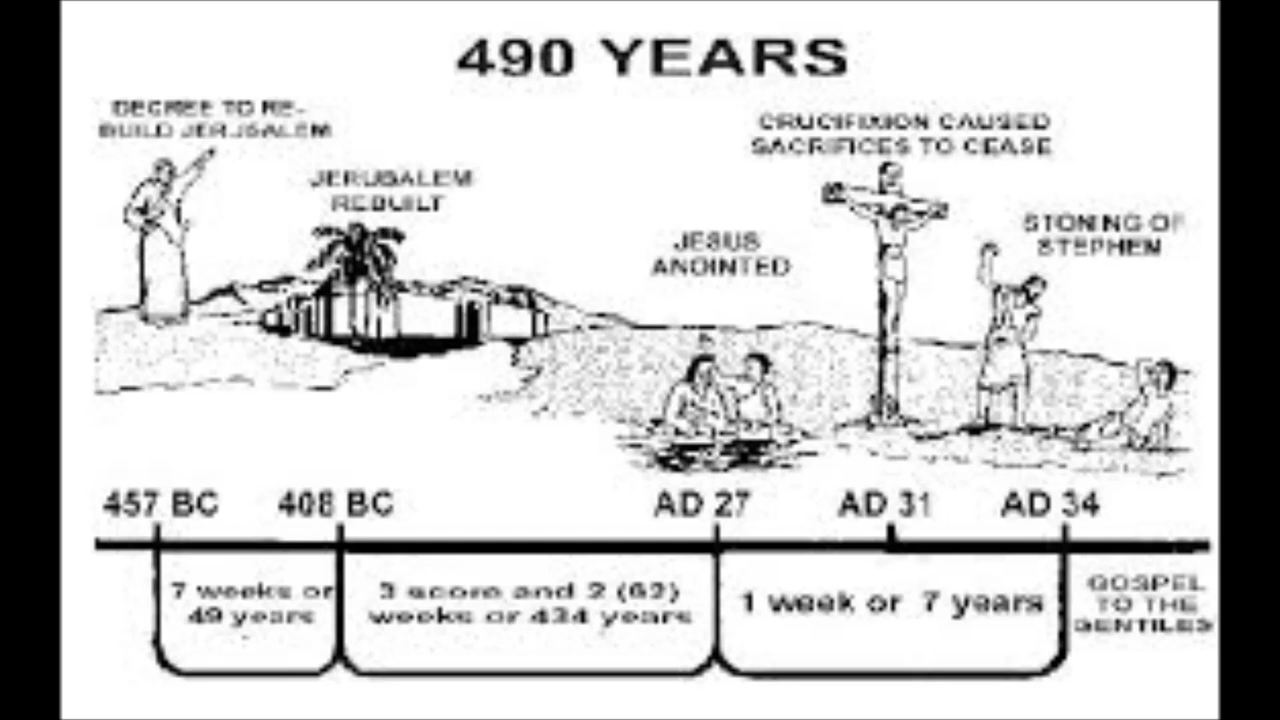 490 YEARS
DEGREE TO RE-
BUILD JERUSALEM
JERUSALEM
REBUILT
CRUCIFIXION CAUSED
SACRIFICES TO CEASE
JESUS
ANOINTED
STONING OF
STEPHEN
457 BC 408 BC AD 27 AD 31 AD 34
7 weeks or
49 years
3 score and 2 (62)
weeks or 434 years
1 week or 7 years
GOSPEL
TO THE
GENTILES